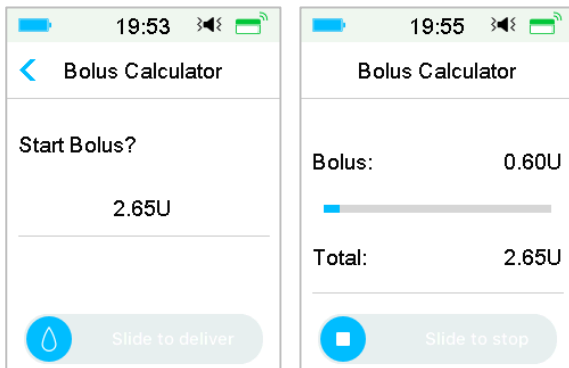 19:53
Bolus Calculator
Start Bolus?
2.65U
Slide to deliver
19:55
Bolus Calculator
Bolus: 0.60U
Total: 2.65U
Slide to stop